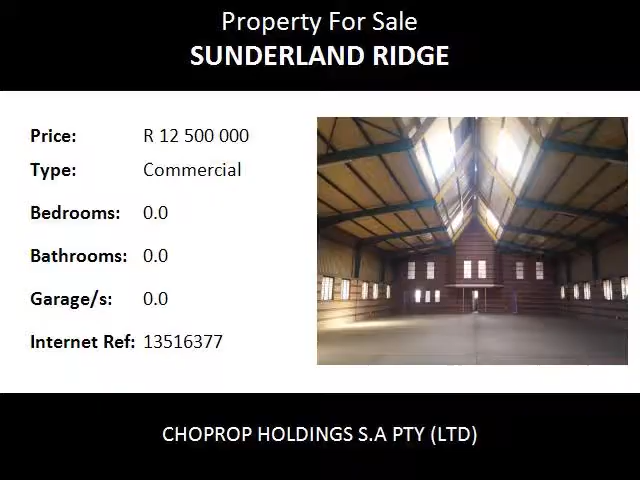 Property For Sale
SUNDERLAND RIDGE
Price: R 12 500 000
Type: Commercial
Bedrooms: 0.0
Bathrooms: 0.0
Garage/s: 0.0
Internet Ref: 13516377
CHOPROP HOLDINGS S.A PTY (LTD)